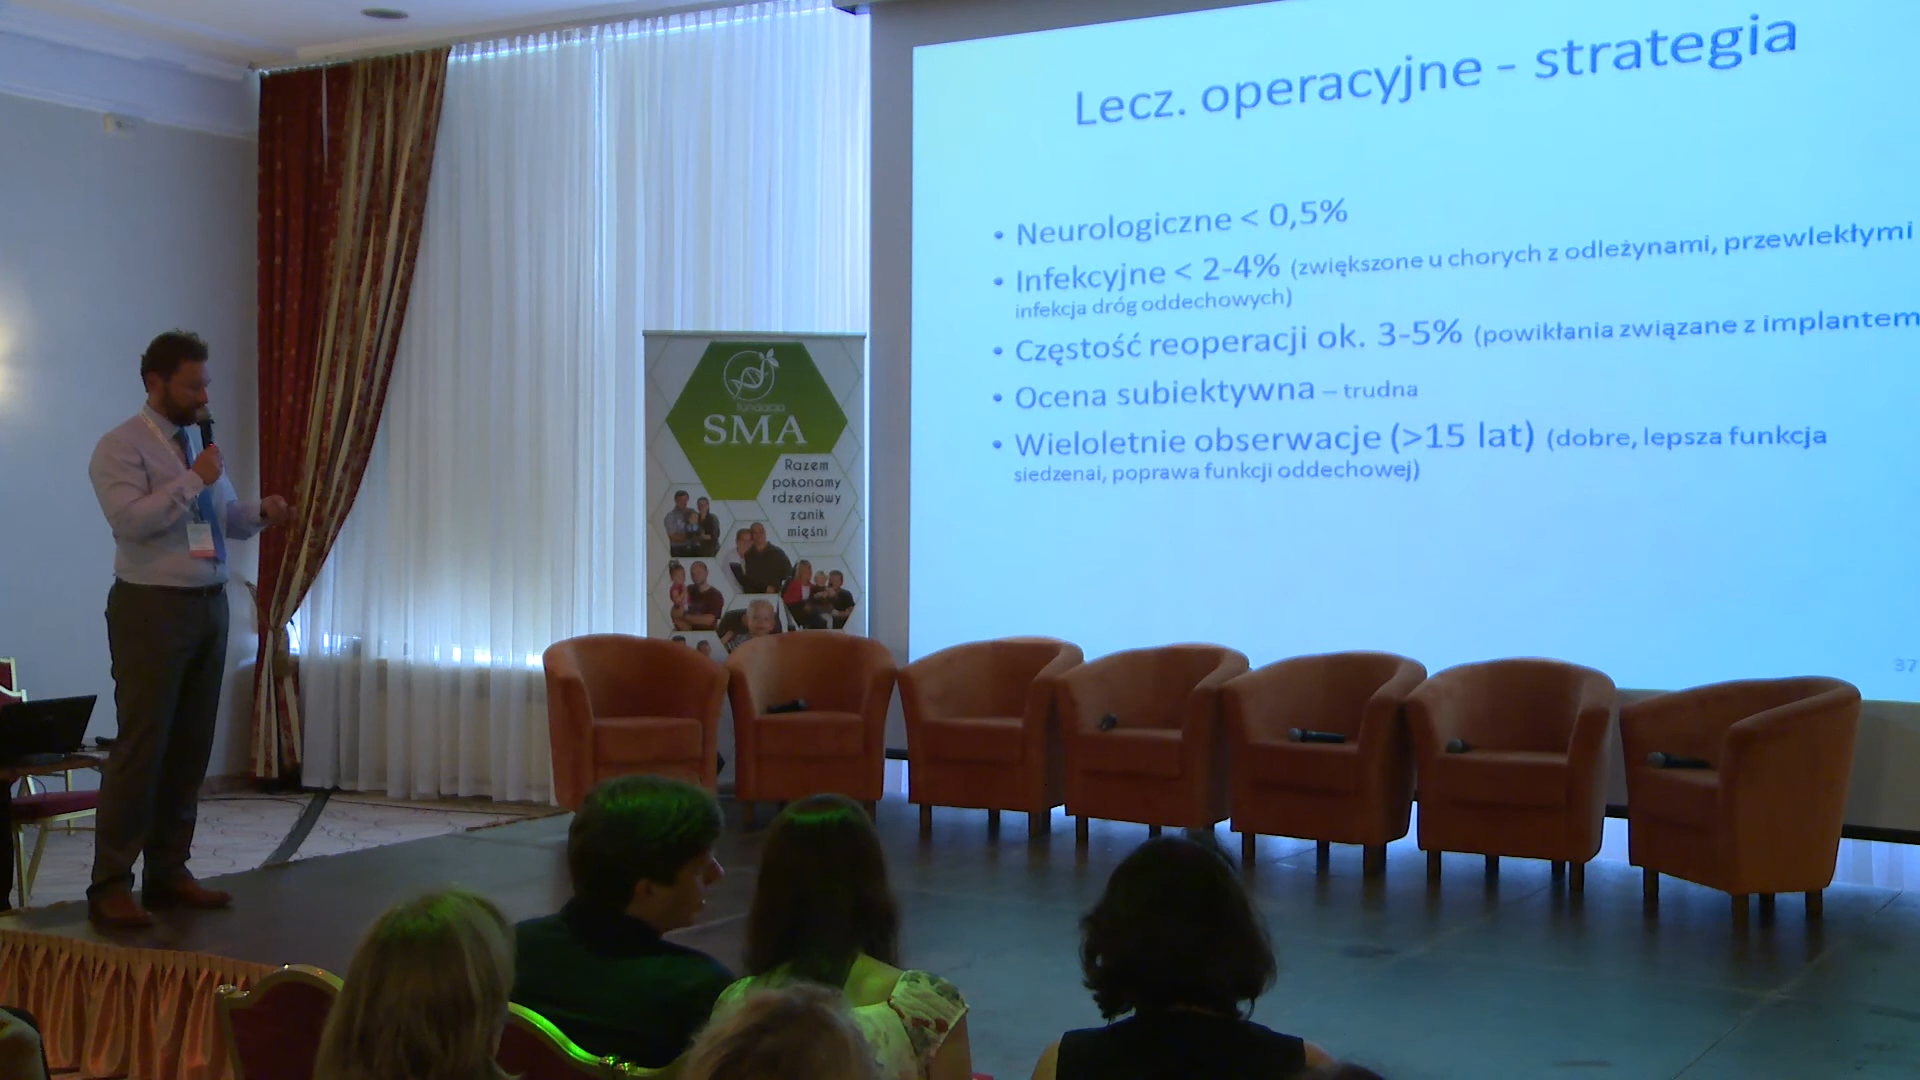 Lecz. operacyjne - strategia
• Neurologiczne < 0,5%
• Infekcyjne < 2-4% (zwiększone u chorych z odleżynami, przewlekłymi
infekcja dróg oddechowych)
• Częstość reoperacji ok. 3-5% (powikłania związane z implantem
• Ocena subiektywna – trudna
• Wieloletnie obserwacje (>15 lat) (dobre, lepsza funkcja
siedzenai, poprawa funkcji oddechowej)
37
fundacja
SMA
Razem
pokonamy
rdzeniowy
zanik
mięśni